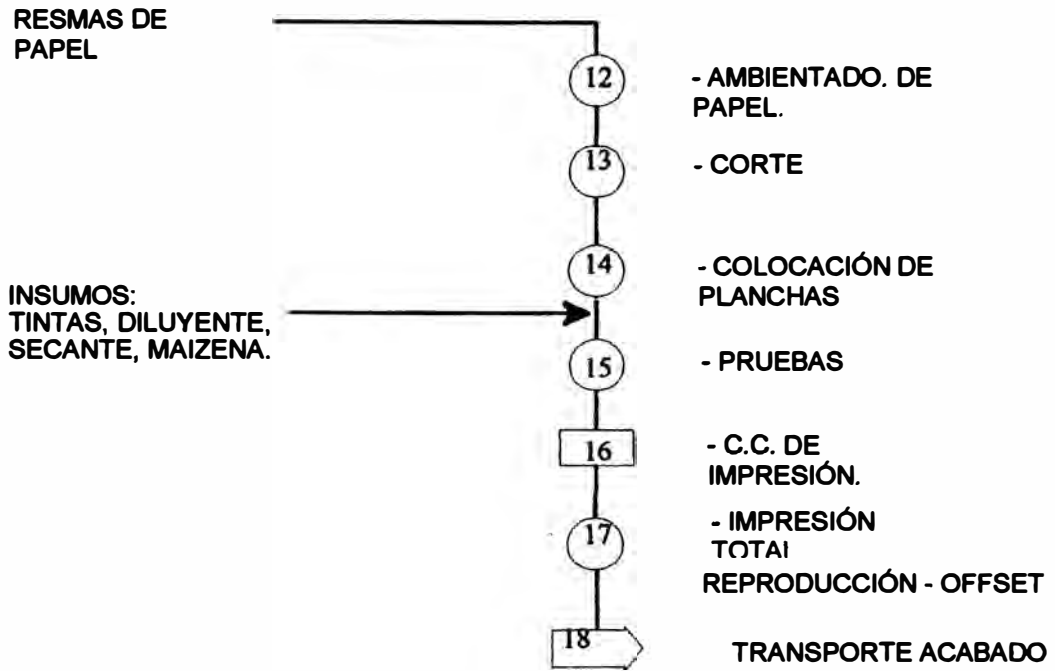 RESMAS DE
PAPEL
12
- AMBIENTADO. DE
PAPEL.
13
- CORTE
14
- COLOCACIÓN DE
PLANCHAS
INSUMOS:
TINTAS, DILUYENTE,
SECANTE, MAIZENA.
15
- PRUEBAS
16
- C.C. DE
IMPRESIÓN.
17
- IMPRESIÓN
TOTAL
REPRODUCCIÓN - OFFSET
18
TRANSPORTE ACABADO